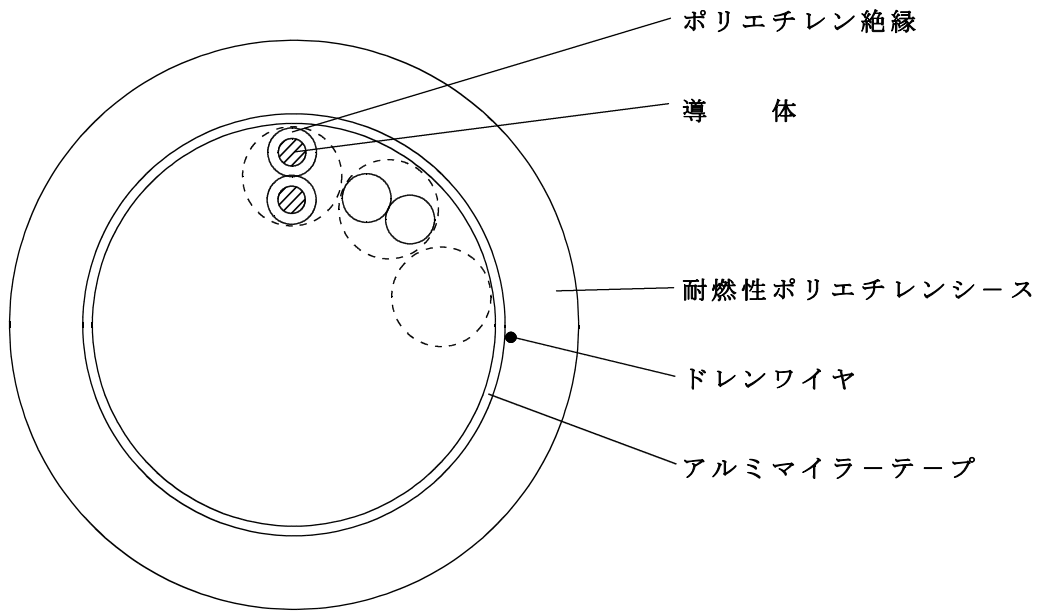 ポリエチレン絶縁
導　　体
耐燃性ポリエチレンシース
ドレンワイヤ
アルミマイラーテープ